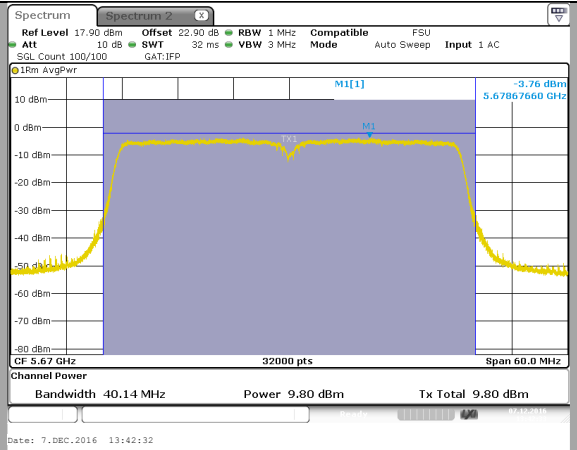 Spectrum
Spectrum 2
Ref Level 17.90 dBm Offset 22.90 dB RBW 1 MHz Compatible FSU
Att 10 dB SWT 32 ms VBW 3 MHz Mode Auto Sweep Input 1 AC
SGL Count 100/100 GAT:IFP
1Rm AvgPwr
M1[1] -3.76 dBm
5.67867660 GHz
10 dBm
0 dBm
M1
TX1
-10 dBm
-20 dBm
-30 dBm
-40 dBm
-50 dBm
-60 dBm
-70 dBm
-80 dBm
CF 5.67 GHz 32000 pts Span 60.0 MHz
Channel Power
Bandwidth 40.14 MHz Power 9.80 dBm Tx Total 9.80 dBm
Ready 07.12.2016
Date: 7.DEC.2016 13:42:32